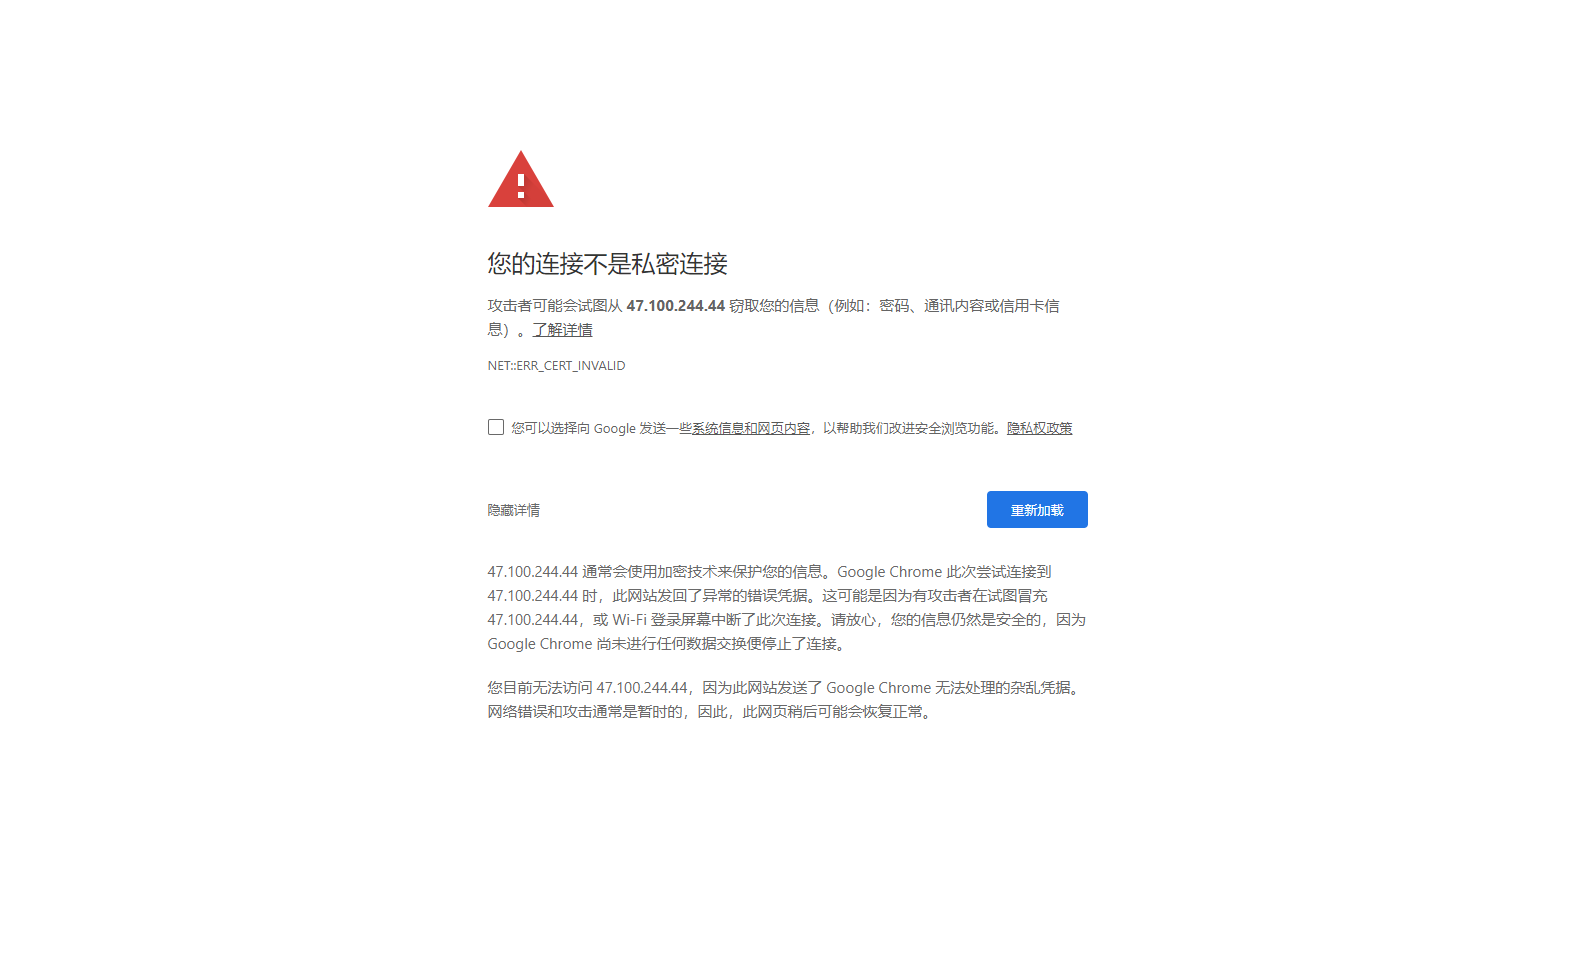 您的连接不是私密连接
攻击者可能会试图从 47.100.244.44 窃取您的信息（例如：密码、通讯内容或信用卡信
息）。了解详情
NET::ERR_CERT_INVALID
您可以选择向 Google 发送一些系统信息和网页内容，以帮助我们改进安全浏览功能。隐私权政策
隐藏详情
重新加载
47.100.244.44 通常会使用加密技术来保护您的信息。Google Chrome 此次尝试连接到
47.100.244.44 时，此网站发回了异常的错误凭据。这可能是因为有攻击者在试图冒充
47.100.244.44，或 Wi-Fi 登录屏幕中断了此次连接。请放心，您的信息仍然是安全的，因为
Google Chrome 尚未进行任何数据交换便停止了连接。
您目前无法访问 47.100.244.44，因为此网站发送了 Google Chrome 无法处理的杂乱凭据。
网络错误和攻击通常是暂时的，因此，此网页稍后可能会恢复正常。